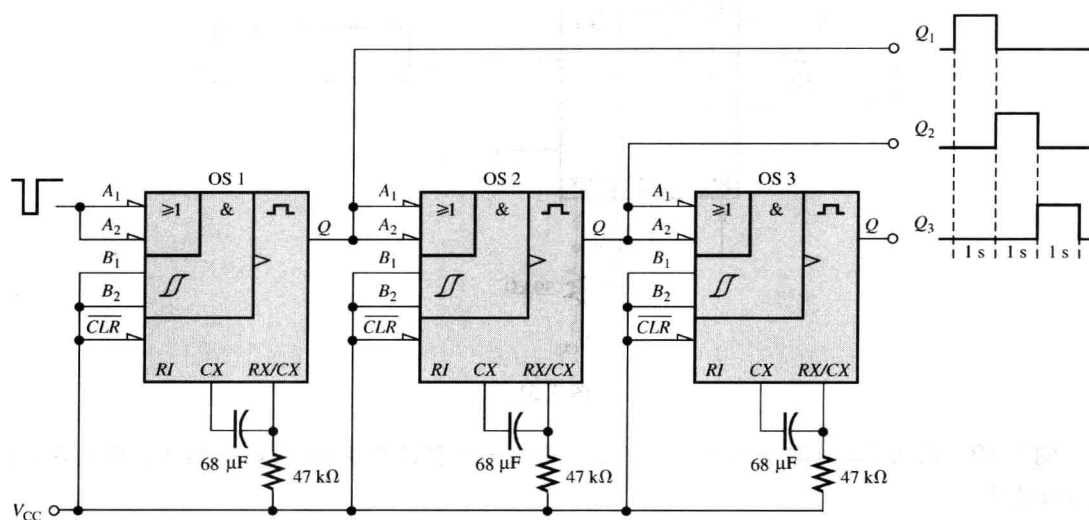 Q1
Q2
OS 1
OS 2
OS 3
A1
≥1
&
A1
≥1
&
A1
≥1
&
Q3
A2
Q
A2
Q
A2
Q
1 s
1 s
1 s
B1
B1
B1
B2
B2
B2
CLR
CLR
CLR
RI
CX
RX/CX
RI
CX
RX/CX
RI
CX
RX/CX
68 μF
47 kΩ
68 μF
47 kΩ
68 μF
47 kΩ
VCC